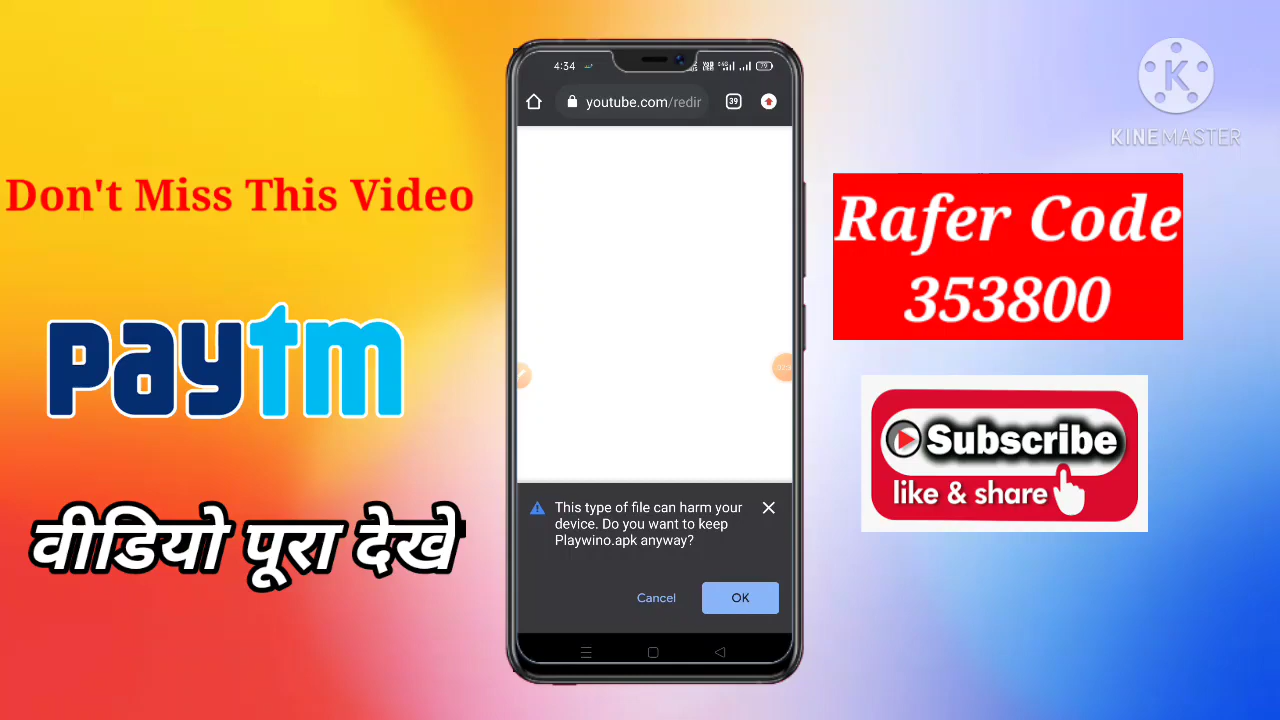 Don't Miss This Video
paytm
वीडियो पूरा देखे
4:34
79
youtube.com/redir
39
This type of file can harm your
device. Do you want to keep
Playwino.apk anyway?
Cancel
OK
KINEMASTER
Rafer Code
353800
Subscribe
like & share